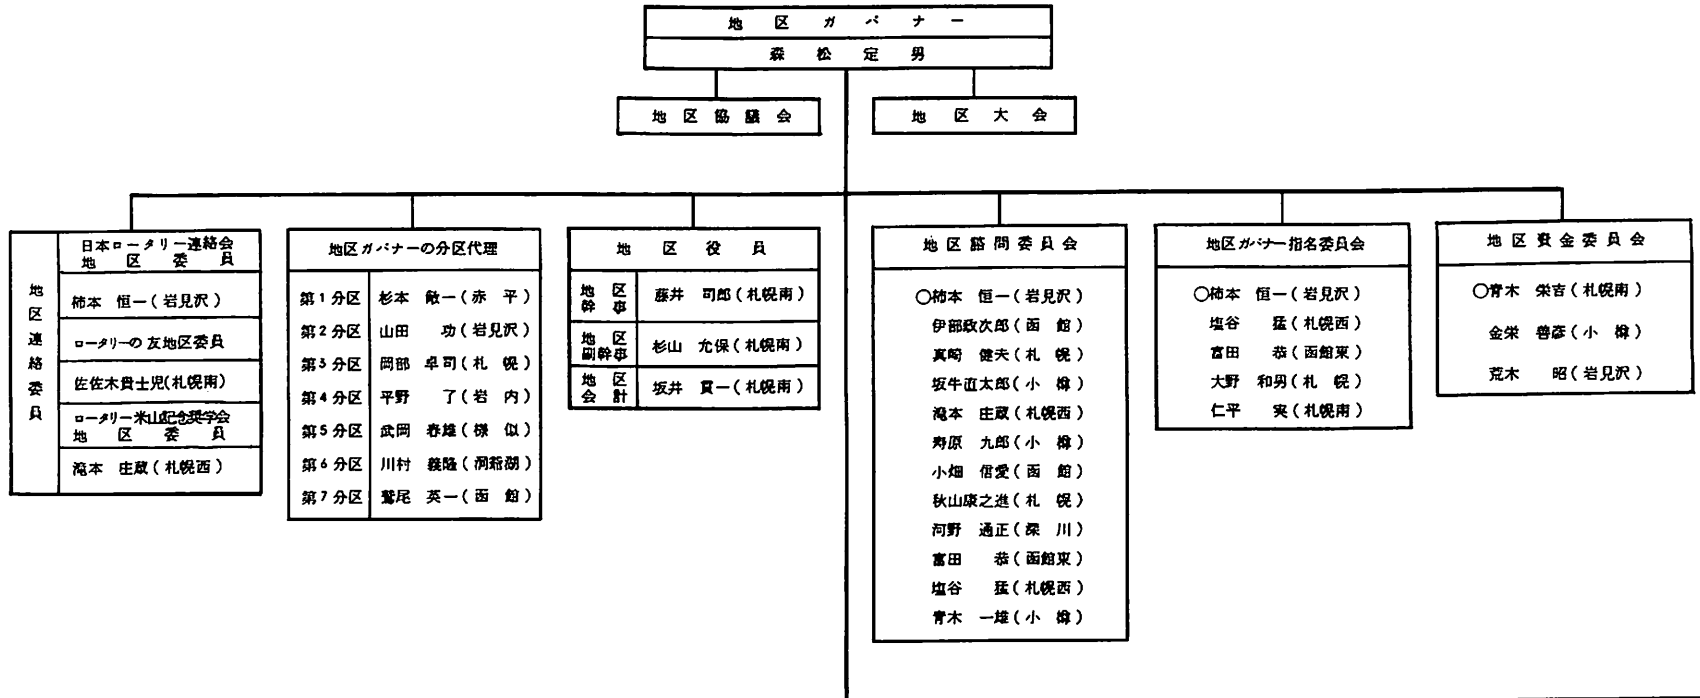 地区ガバナー
森松定男
地区協議会
地区大会
地区連絡委員
日本ロータリー連絡会
地区委員
柿本 恒一(岩見沢)
ロータリーの友地区委員
佐佐木貴士児(札幌南)
ロータリー米山記念奨学会
地区委員
滝本 庄蔵(札幌西)
地区ガバナーの分区代理
第1分区 杉本 敏一(赤 平)
第2分区 山田 功(岩見沢)
第3分区 岡部 卓司(札 幌)
第4分区 平野 了(岩 内)
第5分区 武岡 春雄(様 似)
第6分区 川村 義隆(洞爺湖)
第7分区 鷲尾 英一(函 館)
地区役員
地区幹事 藤井 司郎(札幌南)
地区副幹事 杉山 允保(札幌南)
地区会計 坂井 貫一(札幌南)
地区諮問委員会
○柿本 恒一(岩見沢)
伊部政次郎(函 館)
真崎 健夫(札 幌)
坂牛直太郎(小 樽)
滝本 庄蔵(札幌西)
寿原 九郎(小 樽)
小畑 信愛(函 館)
秋山康之進(札 幌)
河野 通正(深 川)
富田 恭(函館東)
塩谷 猛(札幌西)
青木 一雄(小 樽)
地区ガバナー指名委員会
○柿本 恒一(岩見沢)
塩谷 猛(札幌西)
富田 恭(函館東)
大野 和男(札 幌)
仁平 実(札幌南)
地区資金委員会
○青木 栄吉(札幌南)
金栄 善彦(小 樽)
荒木 昭(岩見沢)